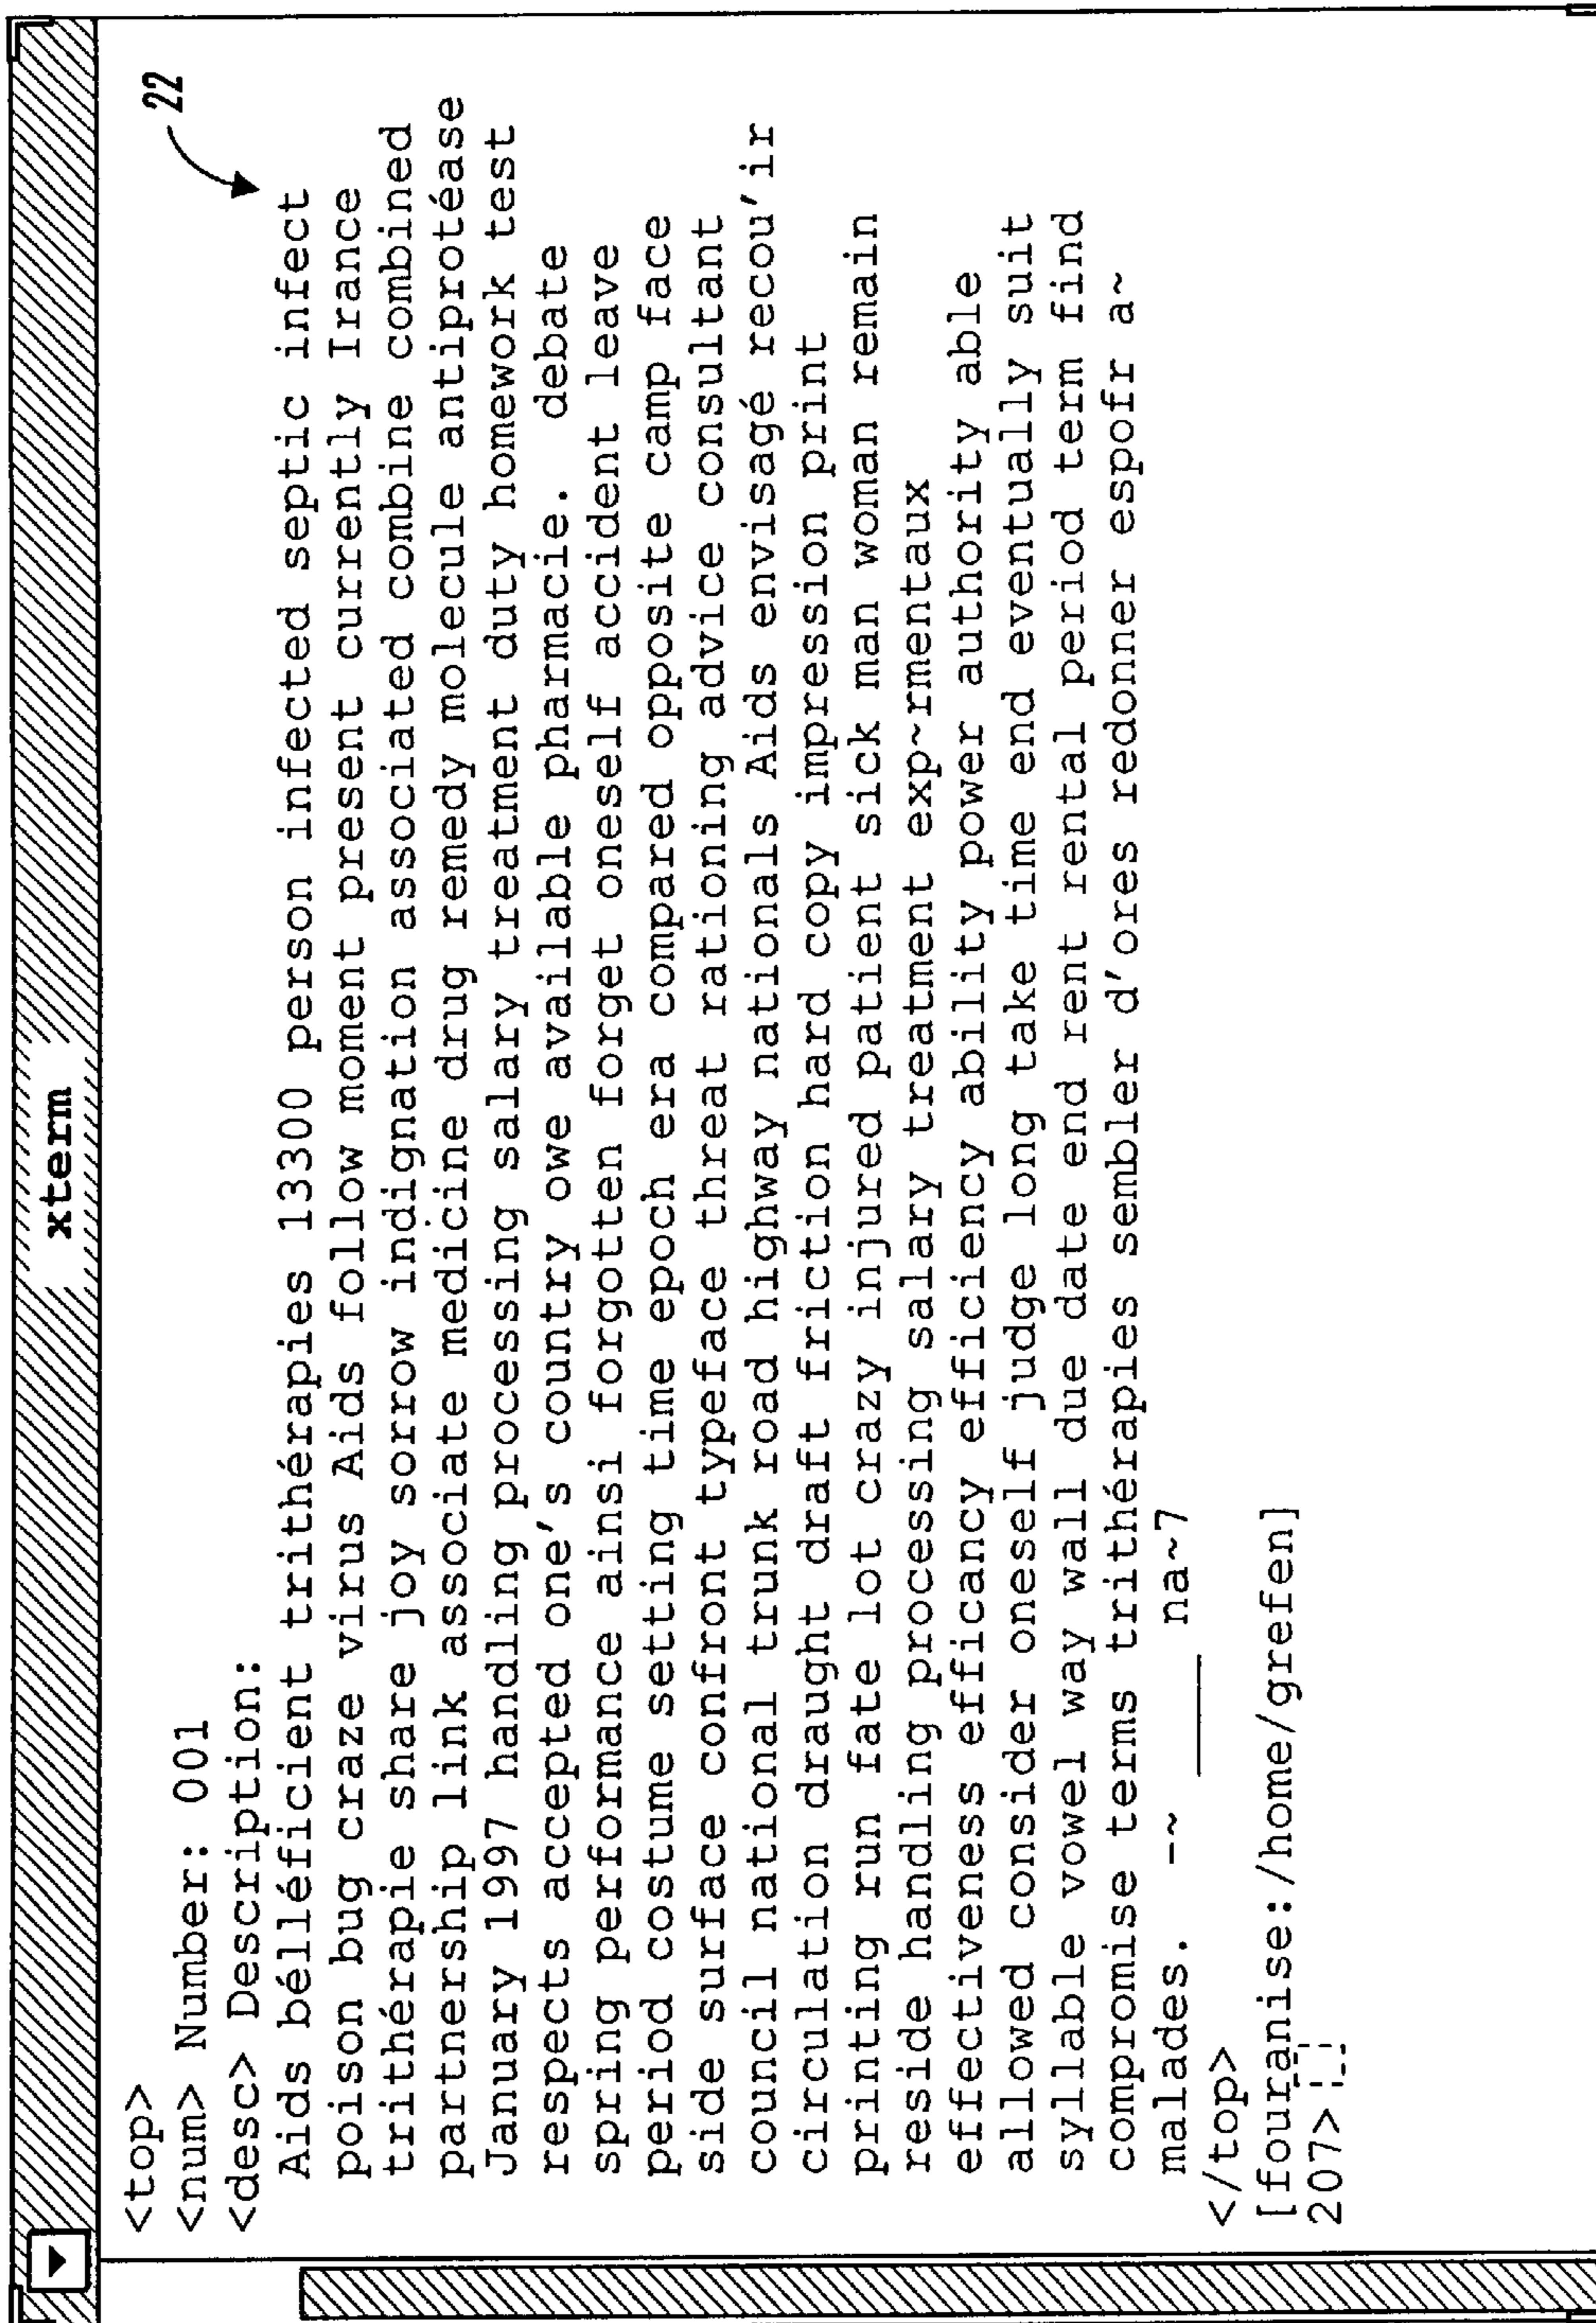 xterm
22
<top>
<num> Number: 001
<desc> Description:
Aids bélléficient trithérapies 13300 person infected septic infect
poison bug craze virus Aids follow moment present currently Irance
trithérapie share joy sorrow indignation associated combine combined
partnership link associate medicine drug remedy molecule antiprotéase
January 1997 handling processing salary treatment duty homework test
respects accepted one's country owe available pharmacie. debate
spring performance ainsi forgotten forget oneself accident leave
period costume setting time epoch era compared opposite camp face
side surface confront typeface threat rationing advice consultant
council national trunk road highway nationals Aids envisagé recou'ir
circulation draught draft friction hard copy impression print
printing run fate lot crazy injured patient sick man woman remain
reside handling processing salary treatment exp~rmentaux
effectiveness efficancy efficiency ability power authority able
allowed consider oneself judge long take time end eventually suit
syllable vowel way wall due date end rent rental period term find
compromise terms trithérapies sembler d'ores redonner espofr a~
malades. -~ _____ na~7
</top>
[fouranise:/home/grefen]
207>